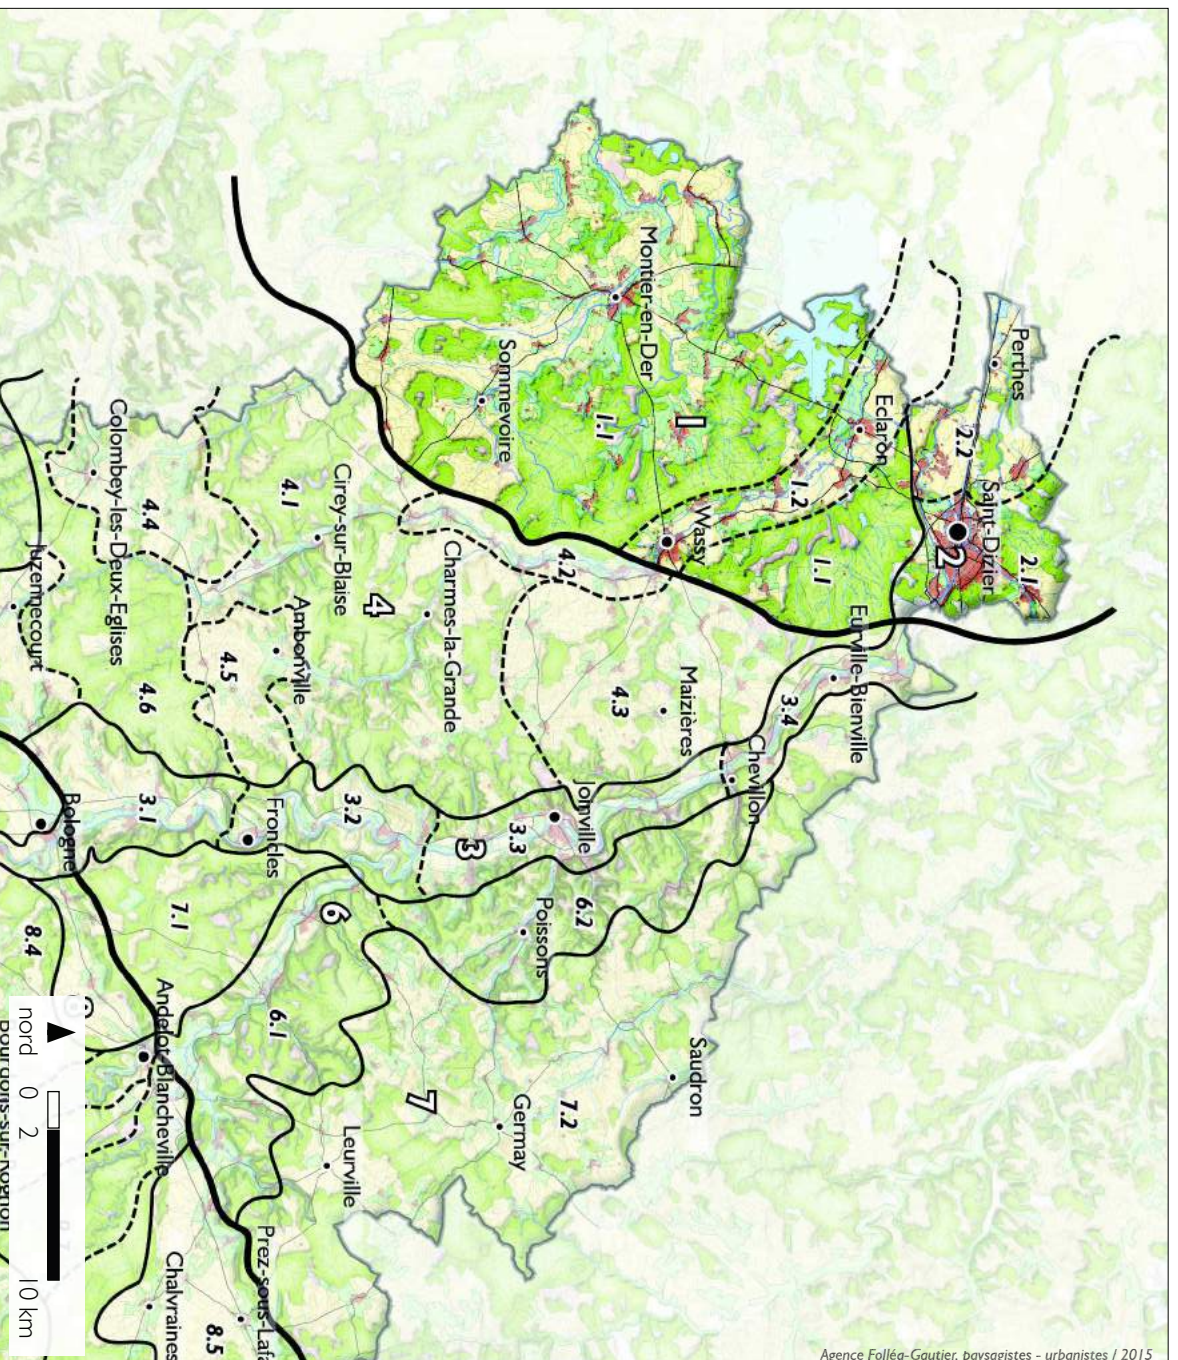 Perthes
2.2
Saint-Dizier
2.1
2
Eclaron
1.2
1.1
Eurville-Bienville
Montier-en-Der
1
1.1
Wassy
Sommevoire
4.2
Maizières
4.3
3.4
Chevillon
Cirey-sur-Blaise
4.1
Charmes-la-Grande
4
Joinville
3.3
3
6.2
Poissons
Saudron
Colombey-les-Deux-Eglises
4.4
Ambonville
4.5
4.6
Juzennecourt
3.2
Froncles
3.1
Bologne
6
7.1
8.4
6.1
7
7.2
Germay
Leurville
Andelot-Blancheville
Prez-sous-Lafa
Chalvraines
8.5
nord
0 2 10 km
Agence Folléa-Gautier, paysagistes - urbanistes / 2015